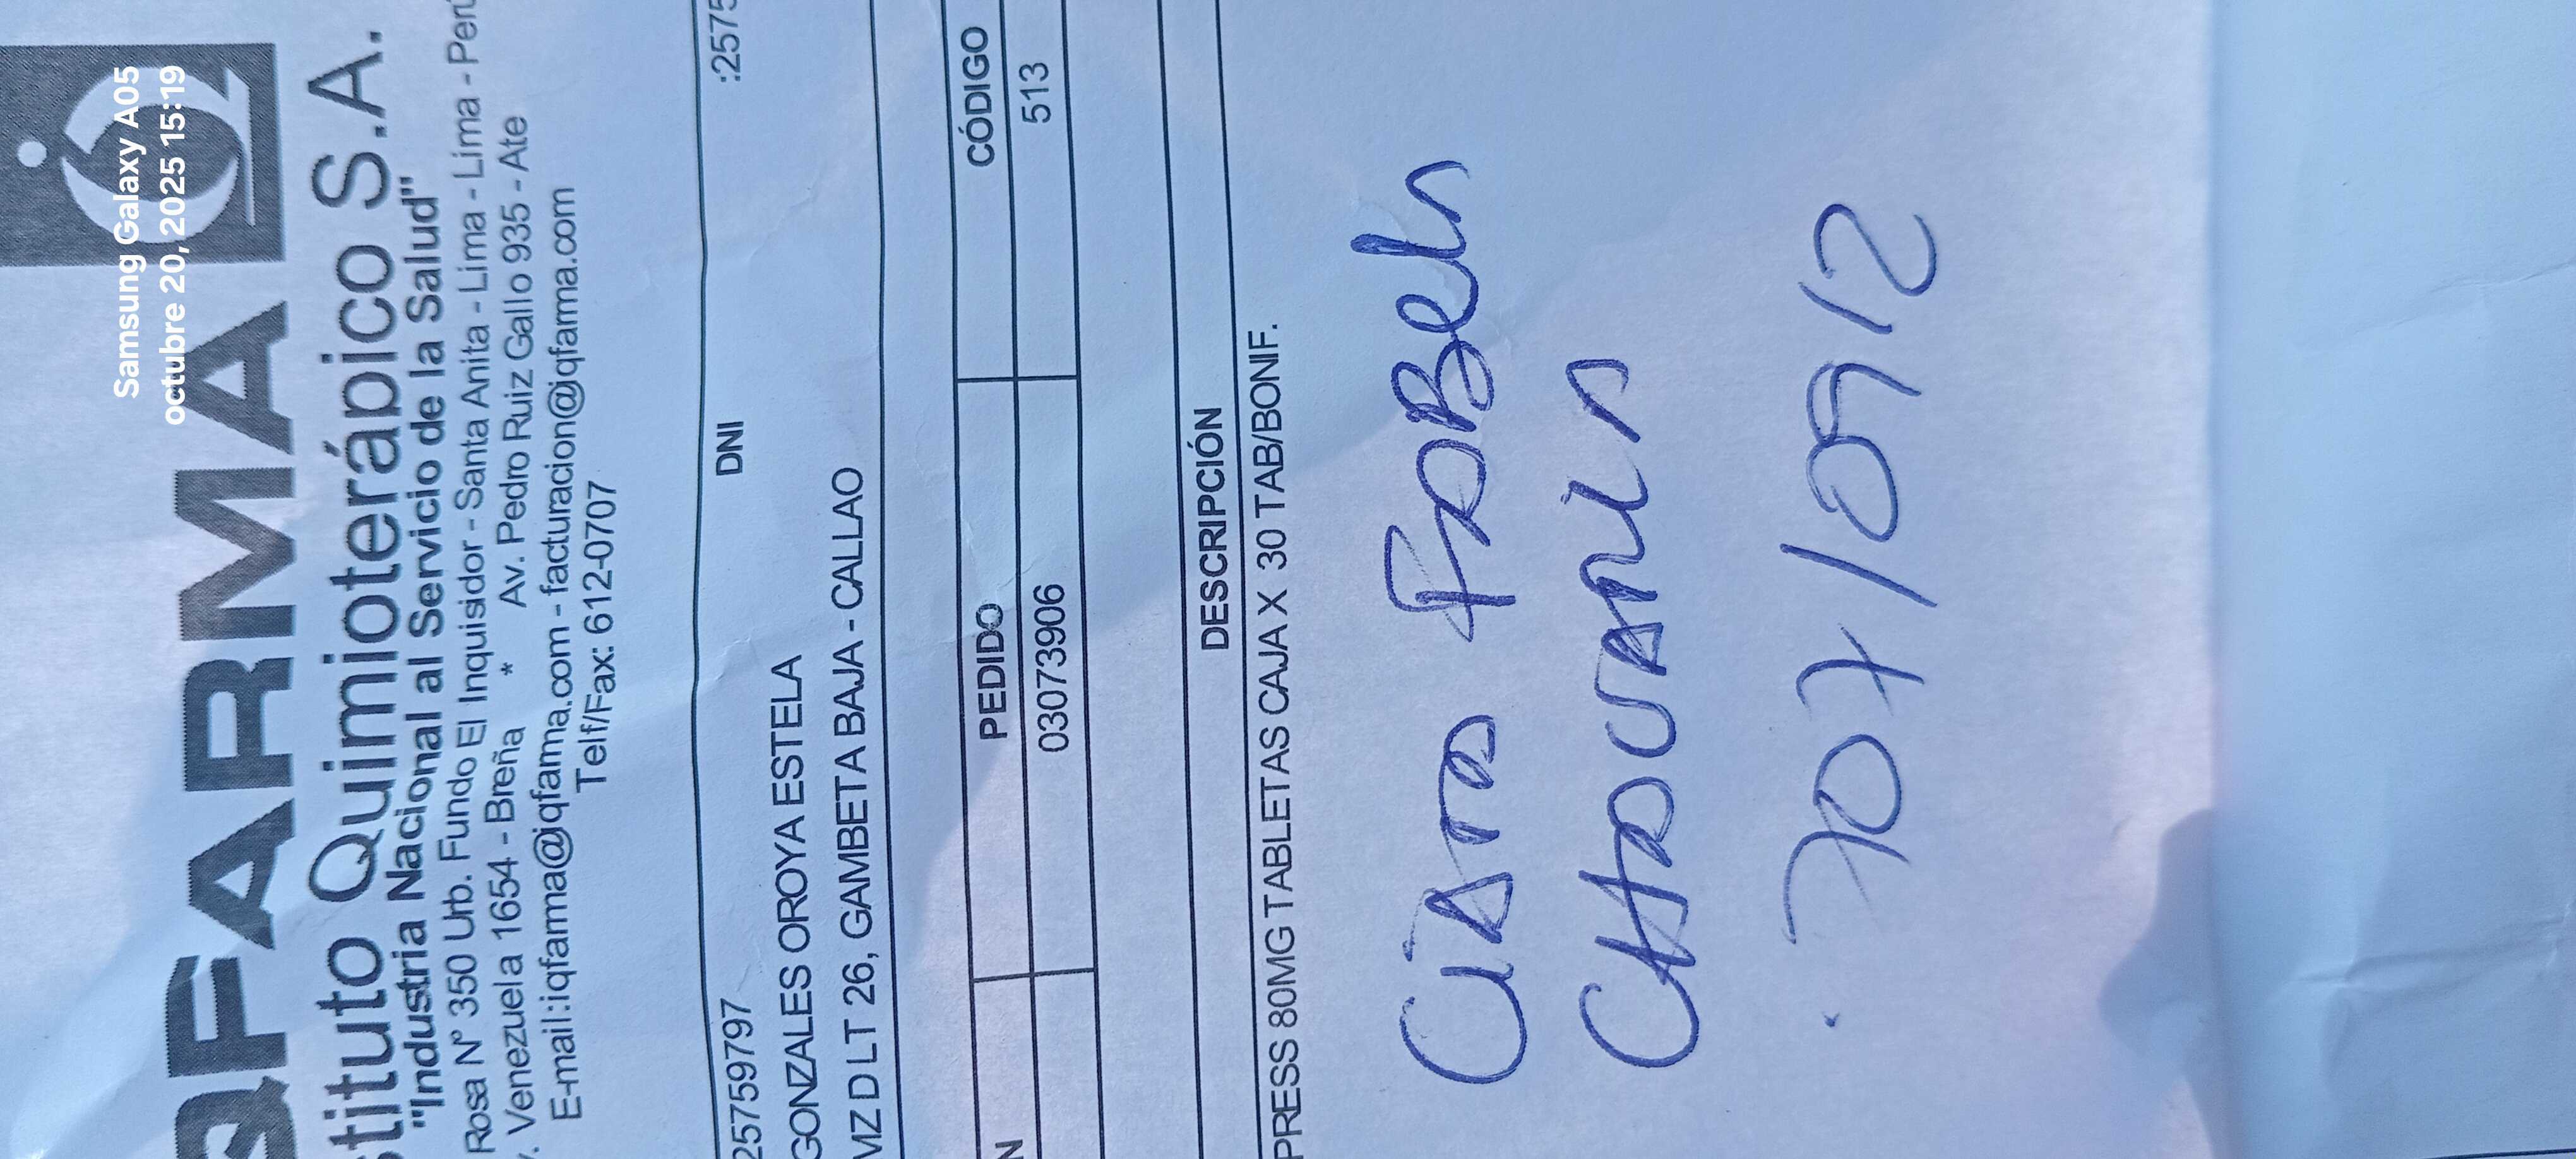 Samsung Galaxy A05
octubre 20, 2025 15:19
QFARMA
stituto Quimioterápico S.A.
"Industria Nacional al Servicio de la Salud"
Rosa Nº 350 Urb. Fundo El Inquisidor - Santa Anita - Lima - Lima - Perú
. Venezuela 1654 - Breña * Av. Pedro Ruiz Gallo 935 - Ate
E-mail:iqfarma@iqfarma.com - facturacion@iqfarma.com
Telf/Fax: 612-0707
25759797 DNI :2575
GONZALES OROYA ESTELA
MZ D LT 26, GAMBETA BAJA - CALLAO
N PEDIDO CÓDIGO
03073906 513
DESCRIPCIÓN
PRESS 80MG TABLETAS CAJA X 30 TAB/BONIF.